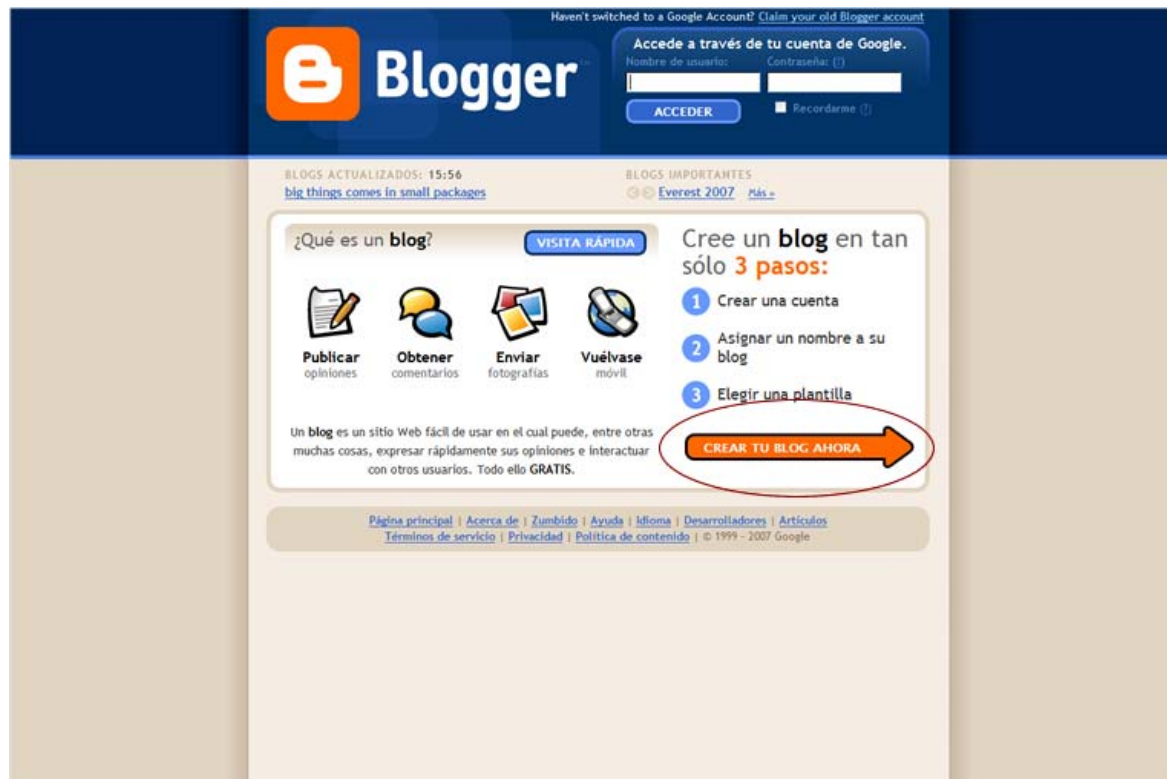 Haven't switched to a Google Account? Claim your old Blogger account
Blogger
Accede a través de tu cuenta de Google.
Nombre de usuario: Contraseña: (?)
ACCEDER Recordarme (?)
BLOGS ACTUALIZADOS: 15:56
big things comes in small packages
BLOGS IMPORTANTES
Everest 2007 Más »
¿Qué es un blog?
VISITA RÁPIDA
Publicar
opiniones
Obtener
comentarios
Enviar
fotografías
Vuélvase
móvil
Un blog es un sitio Web fácil de usar en el cual puede, entre otras
muchas cosas, expresar rápidamente sus opiniones e interactuar
con otros usuarios. Todo ello GRATIS.
Cree un blog en tan
sólo 3 pasos:
1 Crear una cuenta
2 Asignar un nombre a su
blog
3 Elegir una plantilla
CREAR TU BLOG AHORA
Página principal | Acerca de | Zumbido | Ayuda | Idioma | Desarrolladores | Artículos
Términos de servicio | Privacidad | Política de contenido | © 1999 - 2007 Google